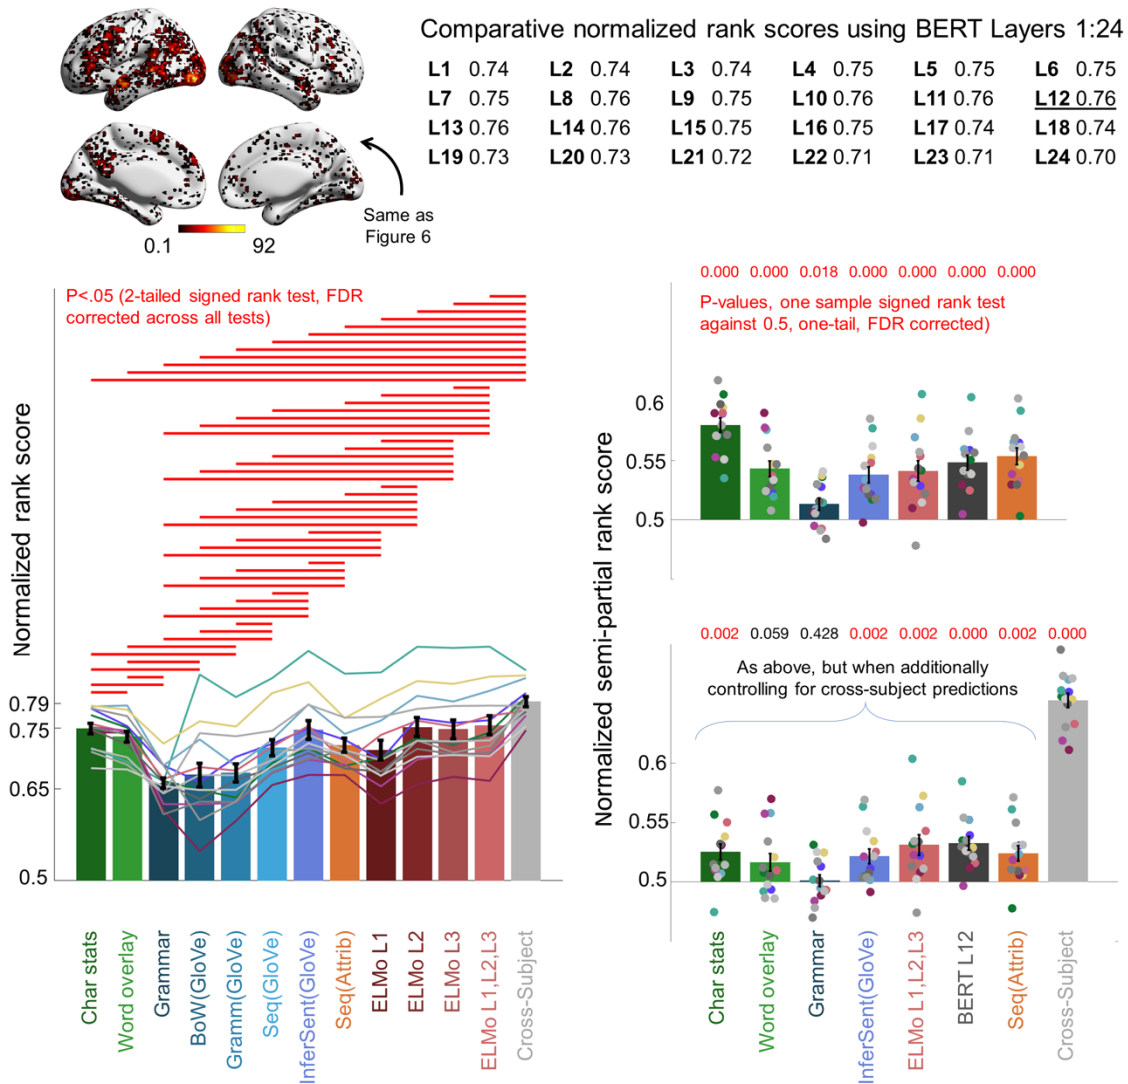 Comparative normalized rank scores using BERT Layers 1:24
L1 0.74 L2 0.74 L3 0.74 L4 0.75 L5 0.75 L6 0.75
L7 0.75 L8 0.76 L9 0.75 L10 0.76 L11 0.76 L12 0.76
L13 0.76 L14 0.76 L15 0.75 L16 0.75 L17 0.74 L18 0.74
L19 0.73 L20 0.73 L21 0.72 L22 0.71 L23 0.71 L24 0.70
Same as
Figure 6
0.1 92
P<.05 (2-tailed signed rank test, FDR
corrected across all tests)
Normalized rank score
0.79
0.75
0.65
0.5
Char stats
Word overlay
Grammar
BoW(GloVe)
Gramm(GloVe)
Seq(GloVe)
InferSent(GloVe)
Seq(Attrib)
ELMo L1
ELMo L2
ELMo L3
ELMo L1,L2,L3
Cross-Subject
0.000 0.000 0.018 0.000 0.000 0.000 0.000
P-values, one sample signed rank test
against 0.5, one-tail, FDR corrected)
Normalized semi-partial rank score
0.6
0.55
0.5
0.002 0.059 0.428 0.002 0.002 0.000 0.002 0.000
As above, but when additionally
controlling for cross-subject predictions
0.6
0.55
0.5
Char stats
Word overlay
Grammar
InferSent(GloVe)
ELMo L1,L2,L3
BERT L12
Seq(Attrib)
Cross-Subject